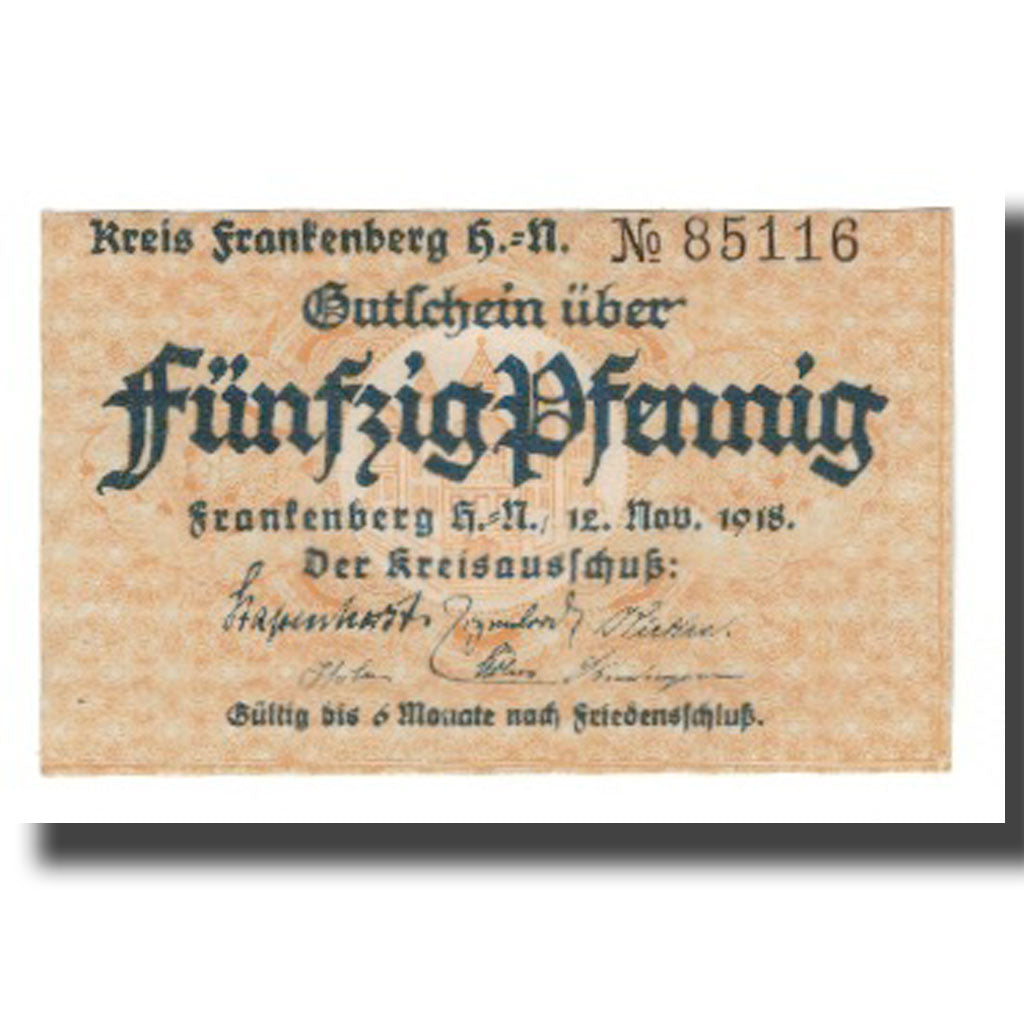 Kreis Frankenberg H.=N. № 85116
Gutschein über
Fünfzig Pfennig
Frankenberg H.=N., 12. Nov. 1918.
Der Kreisausschuß:
Gültig bis 6 Monate nach Friedensschluß.